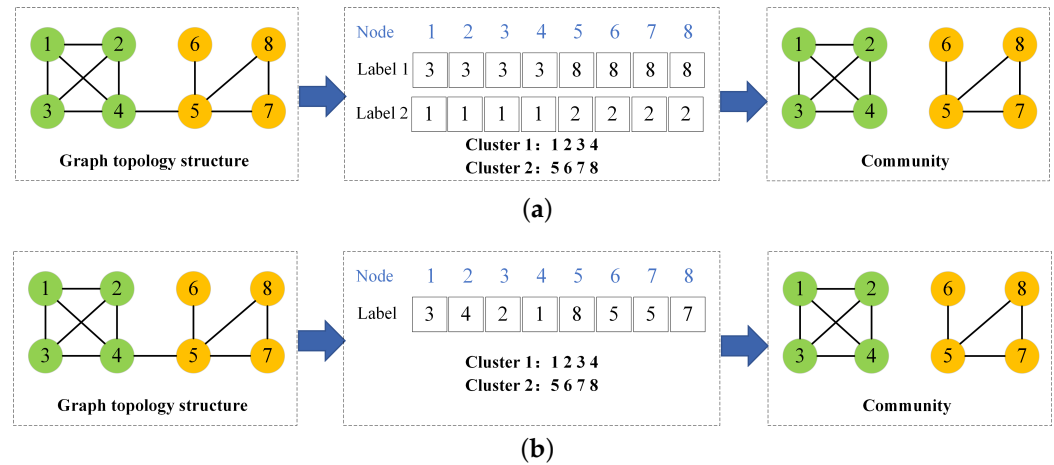 1 2 6 8
3 4 5 7
Graph topology structure
Node 1 2 3 4 5 6 7 8
Label 1 3 3 3 3 8 8 8 8
Label 2 1 1 1 1 2 2 2 2
Cluster 1：1 2 3 4
Cluster 2：5 6 7 8
1 2 6 8
3 4 5 7
Community
(a)
1 2 6 8
3 4 5 7
Graph topology structure
Node 1 2 3 4 5 6 7 8
Label 3 4 2 1 8 5 5 7
Cluster 1：1 2 3 4
Cluster 2：5 6 7 8
1 2 6 8
3 4 5 7
Community
(b)